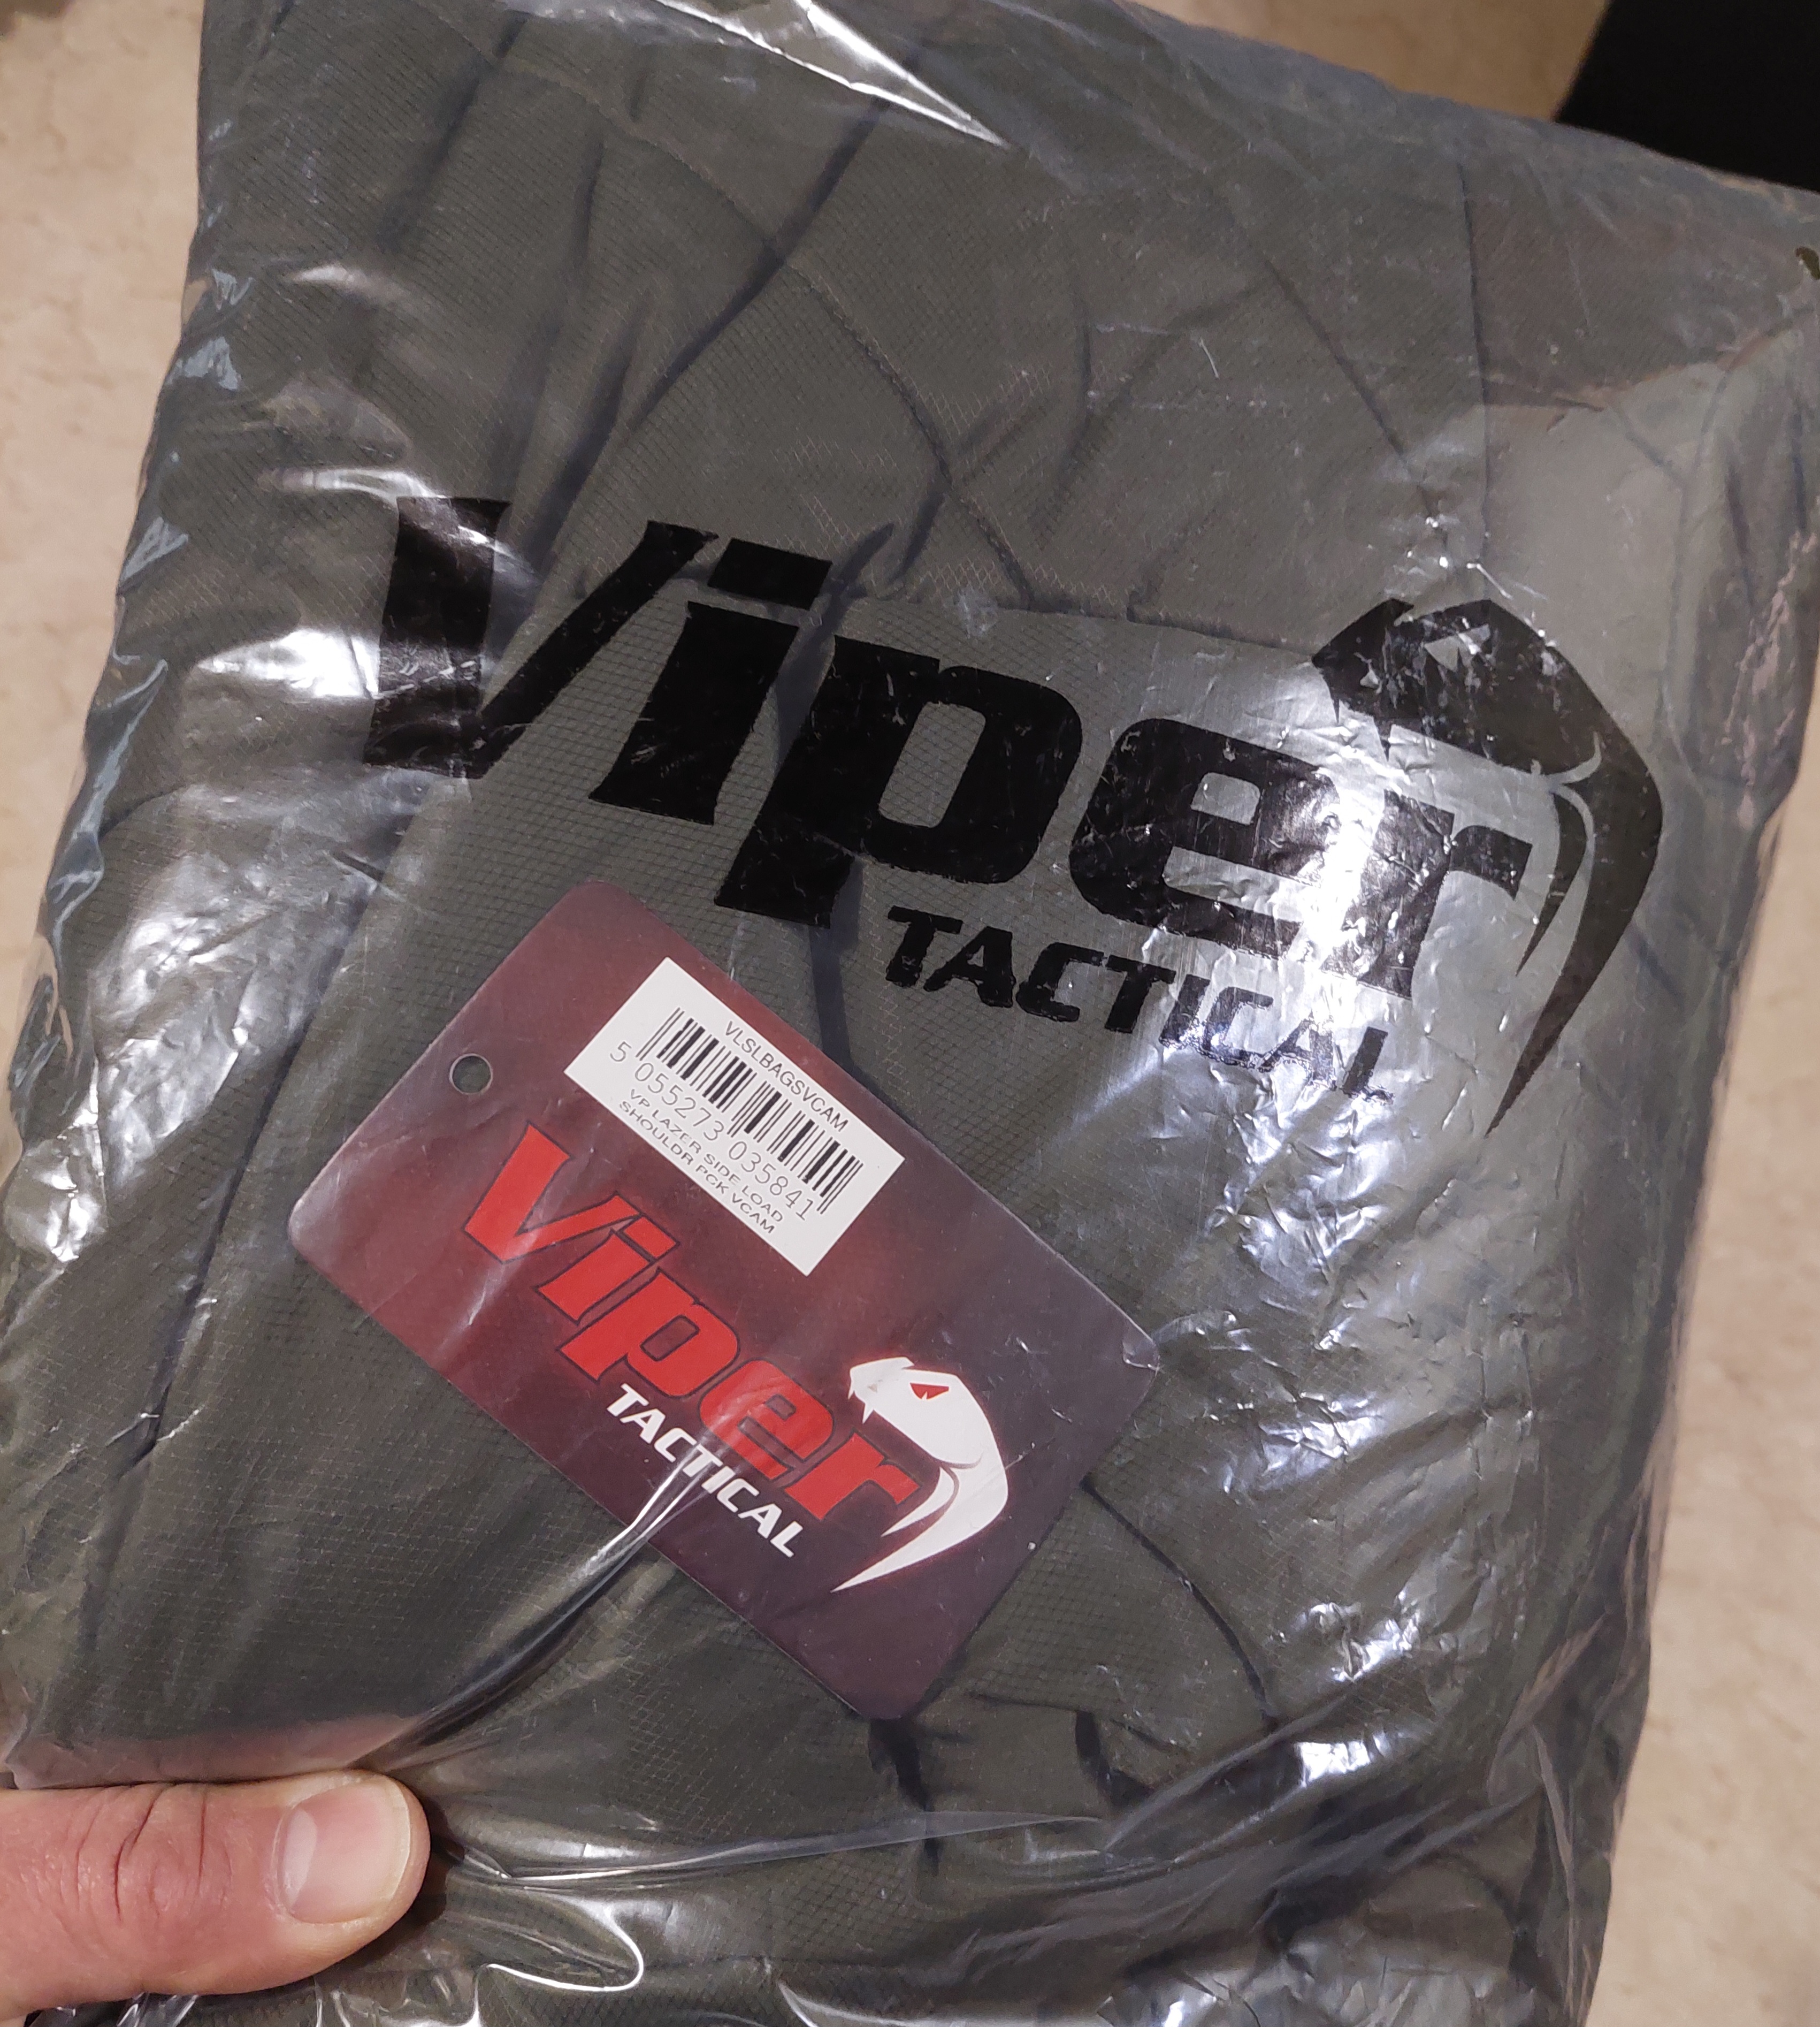 Viper
TACTICAL
VLSLBAGSVCAM
5 055273 035841
VP LAZER SIDE LOAD
SHOULDR PCK VCAM
Viper
TACTICAL